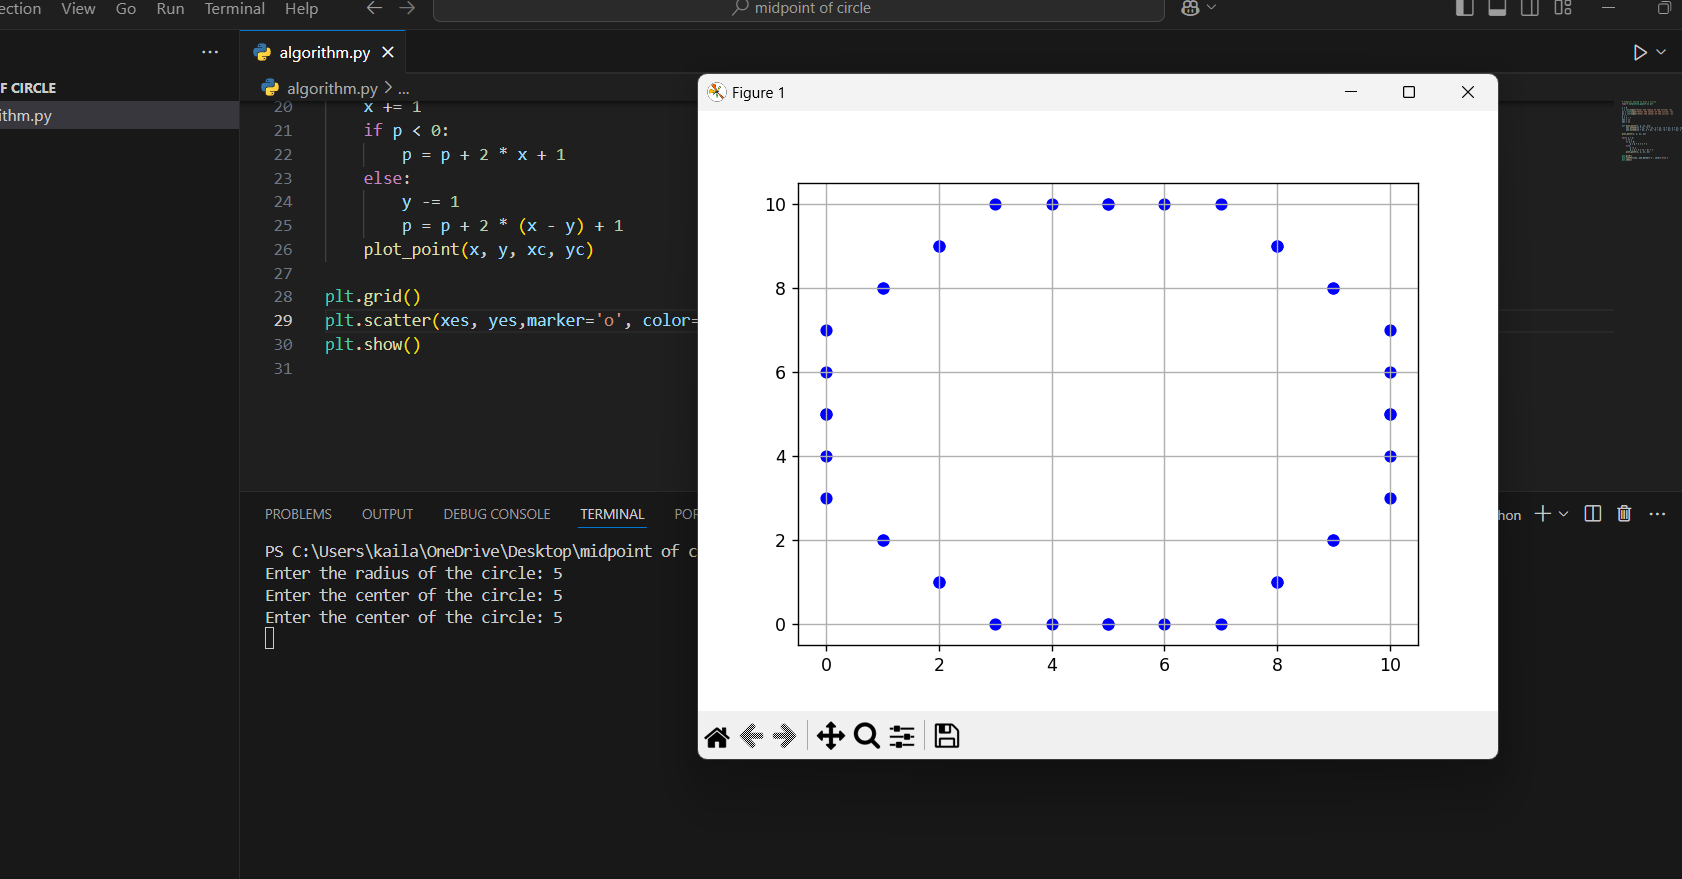 ection View Go Run Terminal Help
midpoint of circle
algorithm.py
F CIRCLE
ithm.py
algorithm.py > ...
20 x += 1
21 if p < 0:
22 p = p + 2 * x + 1
23 else:
24 y -= 1
25 p = p + 2 * (x - y) + 1
26 plot_point(x, y, xc, yc)
27
28 plt.grid()
29 plt.scatter(xes, yes,marker='o', color=
30 plt.show()
31
PROBLEMS OUTPUT DEBUG CONSOLE TERMINAL POR
hon
PS C:\Users\kaila\OneDrive\Desktop\midpoint of c
Enter the radius of the circle: 5
Enter the center of the circle: 5
Enter the center of the circle: 5
Figure 1
10
8
6
4
2
0
0 2 4 6 8 10